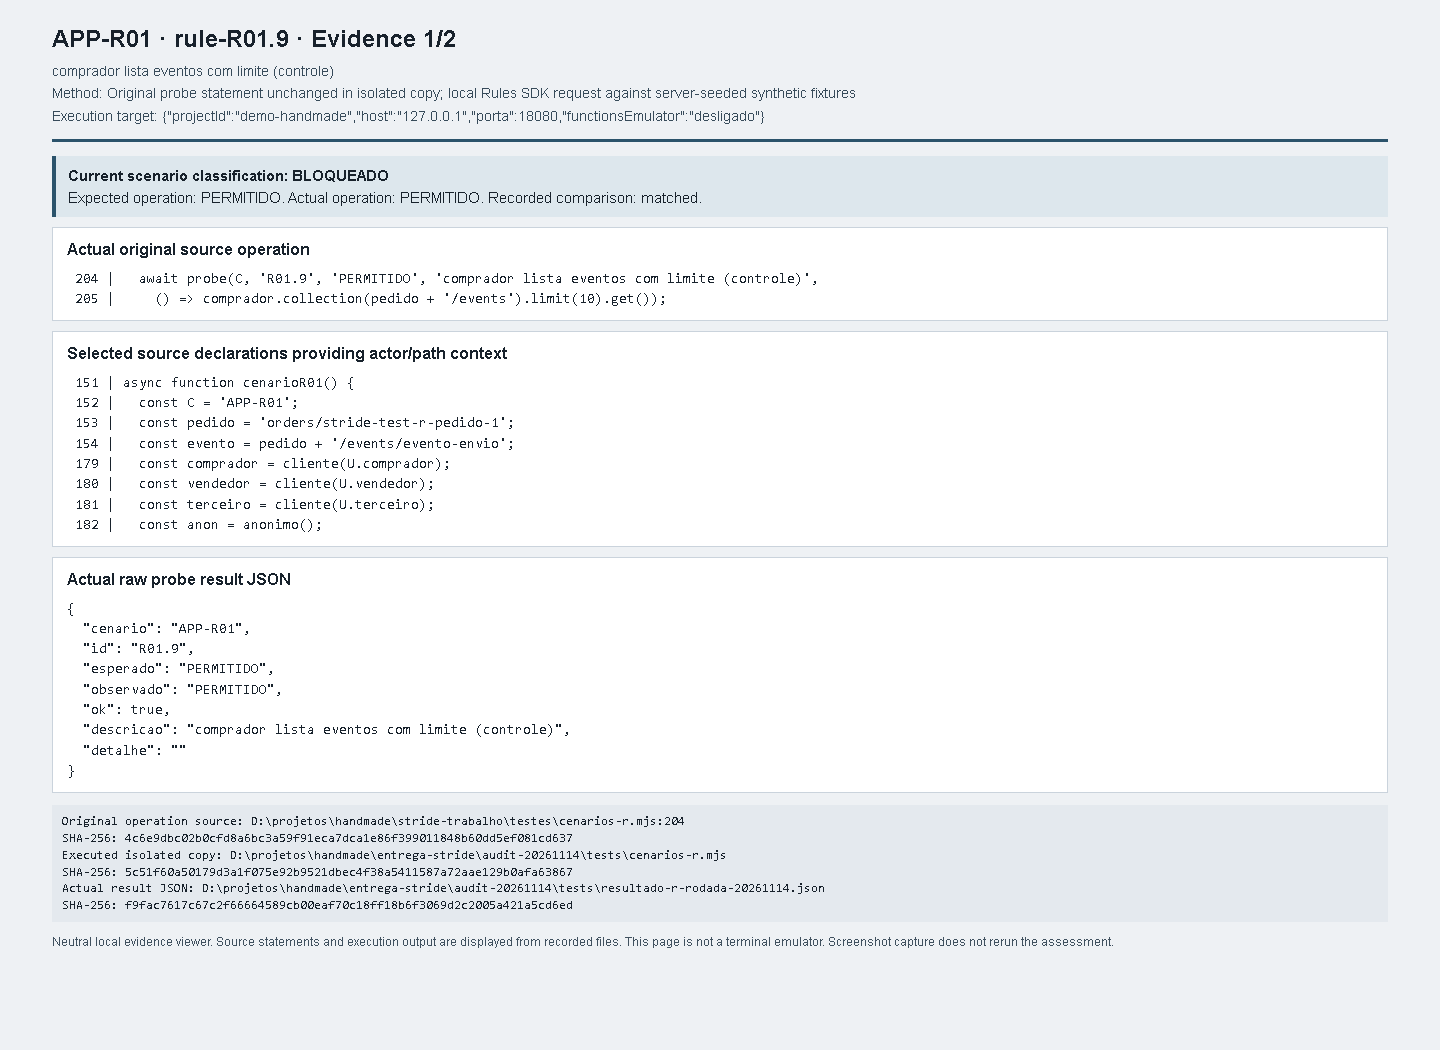 APP-R01 · rule-R01.9 · Evidence 1/2
comprador lista eventos com limite (controle)
Method: Original probe statement unchanged in isolated copy; local Rules SDK request against server-seeded synthetic fixtures
Execution target: {"projectId":"demo-handmade","host":"127.0.0.1","porta":18080,"functionsEmulator":"desligado"}
Current scenario classification: BLOQUEADO
Expected operation: PERMITIDO. Actual operation: PERMITIDO. Recorded comparison: matched.
Actual original source operation
204 |   await probe(C, 'R01.9', 'PERMITIDO', 'comprador lista eventos com limite (controle)',
205 |     () => comprador.collection(pedido + '/events').limit(10).get());
Selected source declarations providing actor/path context
151 | async function cenarioR01() {
152 |   const C = 'APP-R01';
153 |   const pedido = 'orders/stride-test-r-pedido-1';
154 |   const evento = pedido + '/events/evento-envio';
179 |   const comprador = cliente(U.comprador);
180 |   const vendedor = cliente(U.vendedor);
181 |   const terceiro = cliente(U.terceiro);
182 |   const anon = anonimo();
Actual raw probe result JSON
{
  "cenario": "APP-R01",
  "id": "R01.9",
  "esperado": "PERMITIDO",
  "observado": "PERMITIDO",
  "ok": true,
  "descricao": "comprador lista eventos com limite (controle)",
  "detalhe": ""
}
Original operation source: D:\projetos\handmade\stride-trabalho\testes\cenarios-r.mjs:204
SHA-256: 4c6e9dbc02b0cfd8a6bc3a59f91eca7dca1e86f399011848b60dd5ef081cd637
Executed isolated copy: D:\projetos\handmade\entrega-stride\audit-20261114\tests\cenarios-r.mjs
SHA-256: 5c51f60a50179d3a1f075e92b9521dbec4f38a5411587a72aae129b0afa63867
Actual result JSON: D:\projetos\handmade\entrega-stride\audit-20261114\tests\resultado-r-rodada-20261114.json
SHA-256: f9fac7617c67c2f66664589cb00eaf70c18ff18b6f3069d2c2005a421a5cd6ed
Neutral local evidence viewer. Source statements and execution output are displayed from recorded files. This page is not a terminal emulator. Screenshot capture does not rerun the assessment.